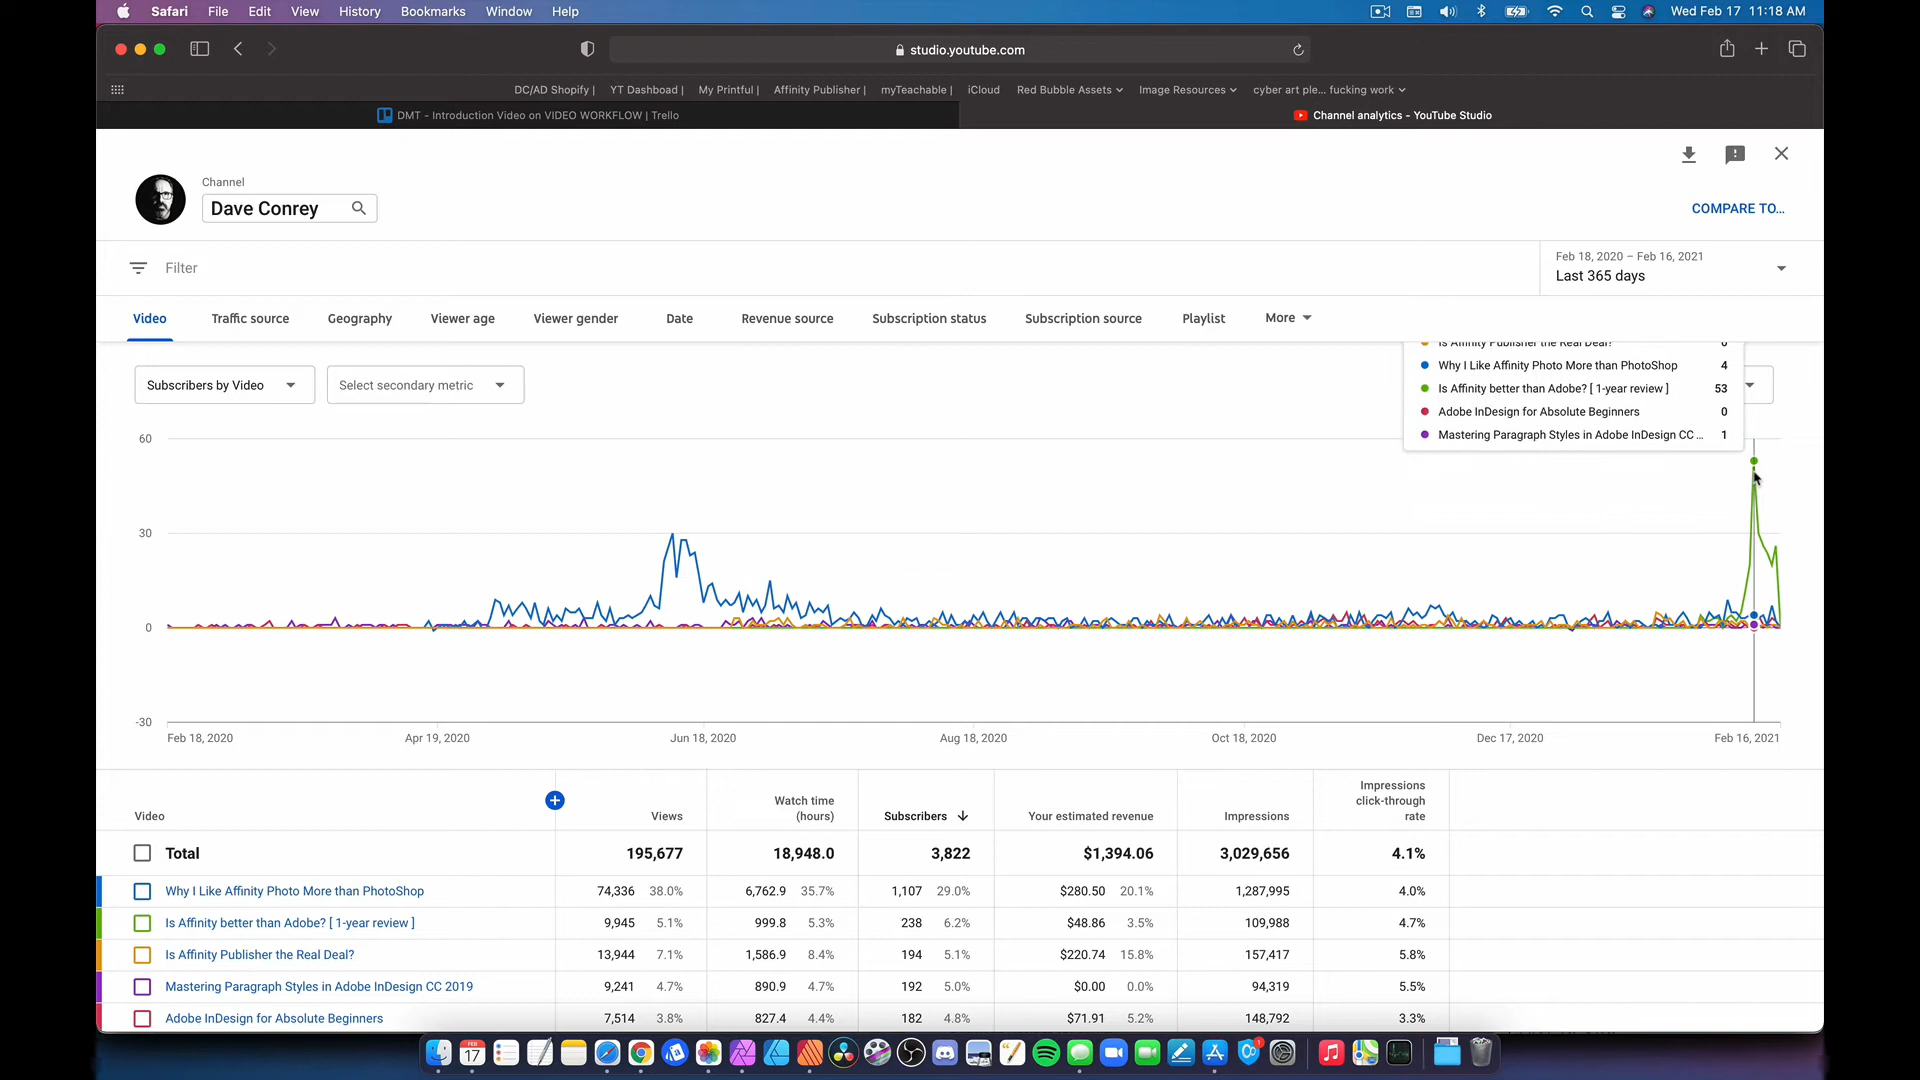 Safari File Edit View History Bookmarks Window Help Wed Feb 17 11:18 AM
studio.youtube.com
DC/AD Shopify | YT Dashboad | My Printful | Affinity Publisher | myTeachable | iCloud Red Bubble Assets Image Resources cyber art ple... fucking work
DMT - Introduction Video on VIDEO WORKFLOW | Trello Channel analytics - YouTube Studio
Channel
Dave Conrey
COMPARE TO...
Filter
Feb 18, 2020 – Feb 16, 2021
Last 365 days
Video Traffic source Geography Viewer age Viewer gender Date Revenue source Subscription status Subscription source Playlist More
Is Affinity Publisher the Real Deal?
Subscribers by Video Select secondary metric
Why I Like Affinity Photo More than PhotoShop 4
Is Affinity better than Adobe? [ 1-year review ] 53
Adobe InDesign for Absolute Beginners 0
Mastering Paragraph Styles in Adobe InDesign CC ... 1
60
30
0
-30
Feb 18, 2020 Apr 19, 2020 Jun 18, 2020 Aug 18, 2020 Oct 18, 2020 Dec 17, 2020 Feb 16, 2021
Video Views Watch time (hours) Subscribers Your estimated revenue Impressions Impressions click-through rate
Total 195,677 18,948.0 3,822 $1,394.06 3,029,656 4.1%
Why I Like Affinity Photo More than PhotoShop 74,336 38.0% 6,762.9 35.7% 1,107 29.0% $280.50 20.1% 1,287,995 4.0%
Is Affinity better than Adobe? [ 1-year review ] 9,945 5.1% 999.8 5.3% 238 6.2% $48.86 3.5% 109,988 4.7%
Is Affinity Publisher the Real Deal? 13,944 7.1% 1,586.9 8.4% 194 5.1% $220.74 15.8% 157,417 5.8%
Mastering Paragraph Styles in Adobe InDesign CC 2019 9,241 4.7% 890.9 4.7% 192 5.0% $0.00 0.0% 94,319 5.5%
Adobe InDesign for Absolute Beginners 7,514 3.8% 827.4 4.4% 182 4.8% $71.91 5.2% 148,792 3.3%
FEB
17
1